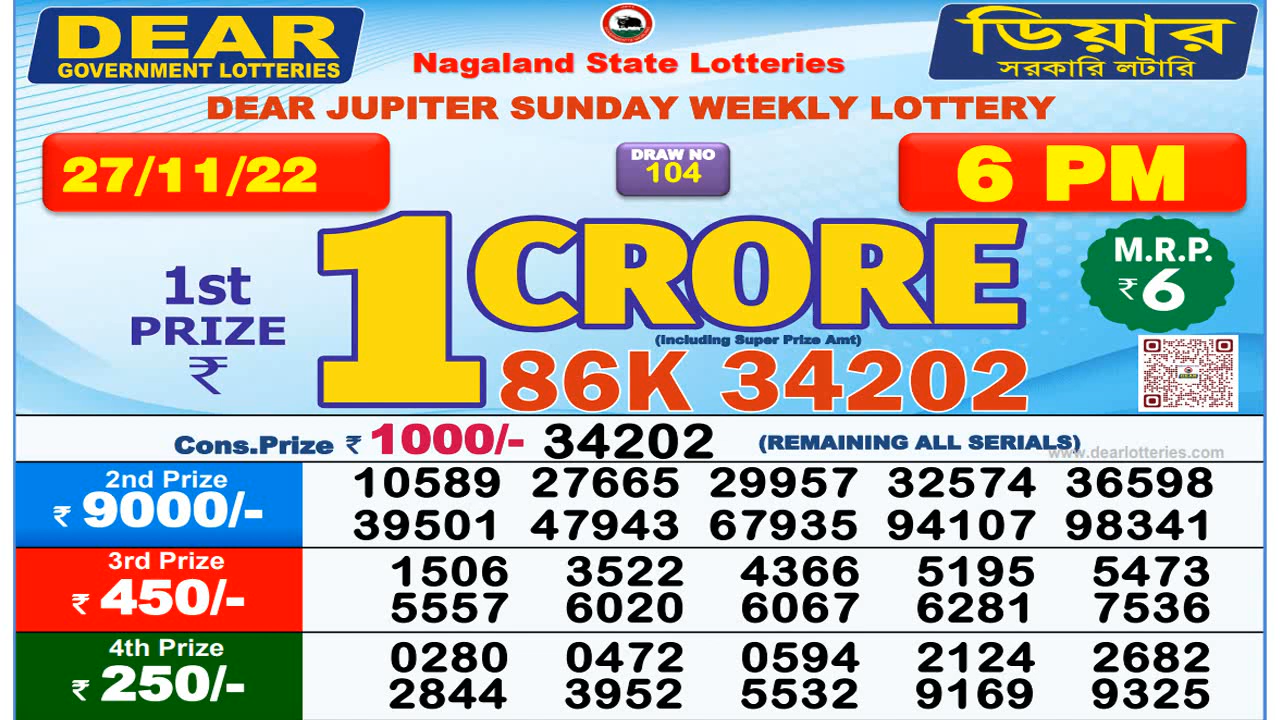 DEAR
GOVERNMENT LOTTERIES
Nagaland State Lotteries
ডিয়ার
সরকারি লটারি
DEAR JUPITER SUNDAY WEEKLY LOTTERY
27/11/22
DRAW NO
104
6 PM
1st
PRIZE
₹
1 CRORE
(Including Super Prize Amt)
86K 34202
M.R.P.
₹ 6
Cons.Prize ₹ 1000/- 34202 (REMAINING ALL SERIALS)
www.dearlotteries.com
2nd Prize
₹ 9000/-
10589 27665 29957 32574 36598
39501 47943 67935 94107 98341
3rd Prize
₹ 450/-
1506 3522 4366 5195 5473
5557 6020 6067 6281 7536
4th Prize
₹ 250/-
0280 0472 0594 2124 2682
2844 3952 5532 9169 9325